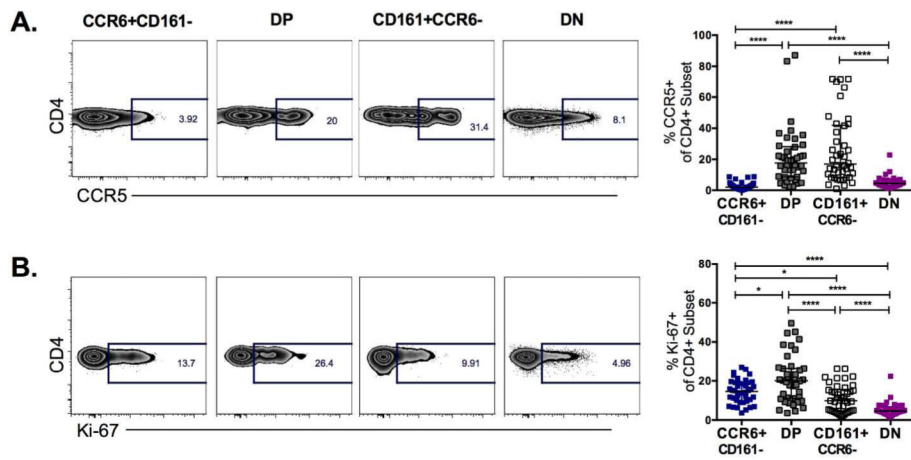 A.
CCR6+CD161- DP CD161+CCR6- DN
CD4
3.92 20 31.4 8.1
CCR5
% CCR5+
of CD4+ Subset
100
80
60
40
20
0
**** ****
**** **** ****
CCR6+ DP CD161+ DN
CD161- CCR6-
B.
CD4
13.7 26.4 9.91 4.96
Ki-67
% Ki-67+
of CD4+ Subset
80
60
40
20
0
****
*
* ****
**** ****
CCR6+ DP CD161+ DN
CD161- CCR6-